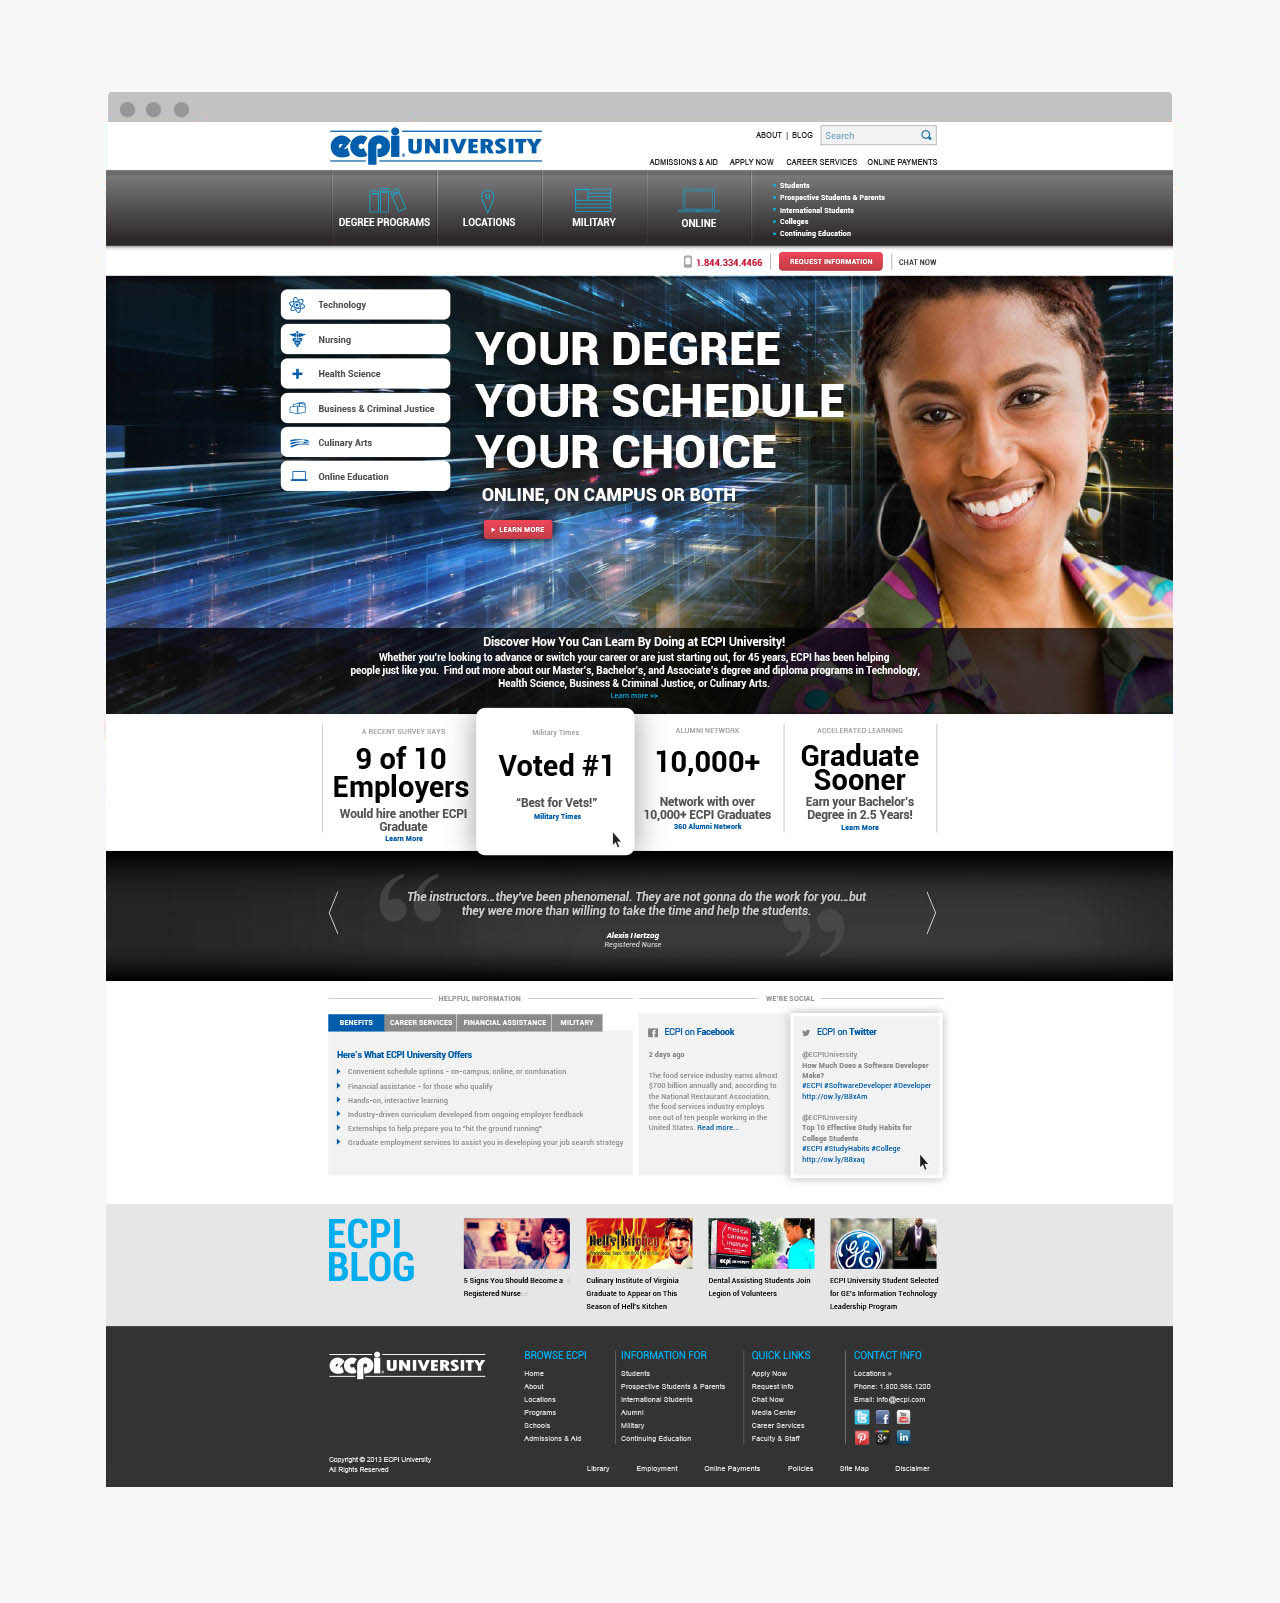 ecpi UNIVERSITY
ABOUT | BLOG
Search
ADMISSIONS & AID APPLY NOW CAREER SERVICES ONLINE PAYMENTS
DEGREE PROGRAMS
LOCATIONS
MILITARY
ONLINE
Students
Prospective Students & Parents
International Students
Colleges
Continuing Education
1.844.334.4466
REQUEST INFORMATION
CHAT NOW
Technology
Nursing
Health Science
Business & Criminal Justice
Culinary Arts
Online Education
YOUR DEGREE
YOUR SCHEDULE
YOUR CHOICE
ONLINE, ON CAMPUS OR BOTH
LEARN MORE
Discover How You Can Learn By Doing at ECPI University!
Whether you're looking to advance or switch your career or are just starting out, for 45 years, ECPI has been helping
people just like you. Find out more about our Master's, Bachelor's, and Associate's degree and diploma programs in Technology,
Health Science, Business & Criminal Justice, or Culinary Arts.
Learn more >>
A RECENT SURVEY SAYS
9 of 10
Employers
Would hire another ECPI
Graduate
Learn More
Military Times
Voted #1
"Best for Vets!"
Military Times
ALUMNI NETWORK
10,000+
Network with over
10,000+ ECPI Graduates
360 Alumni Network
ACCELERATED LEARNING
Graduate
Sooner
Earn your Bachelor's
Degree in 2.5 Years!
Learn More
The instructors...they've been phenomenal. They are not gonna do the work for you...but
they were more than willing to take the time and help the students.
Alexis Hertzog
Registered Nurse
HELPFUL INFORMATION
BENEFITS
CAREER SERVICES
FINANCIAL ASSISTANCE
MILITARY
Here's What ECPI University Offers
Convenient schedule options - on-campus, online, or combination
Financial assistance - for those who qualify
Hands-on, interactive learning
Industry-driven curriculum developed from ongoing employer feedback
Externships to help prepare you to "hit the ground running"
Graduate employment services to assist you in developing your job search strategy
WE'RE SOCIAL
ECPI on Facebook
2 days ago
The food service industry earns almost
$700 billion annually and, according to
the National Restaurant Association,
the food services industry employs
one out of ten people working in the
United States. Read more...
ECPI on Twitter
@ECPIUniversity
How Much Does a Software Developer
Make?
#ECPI #SoftwareDeveloper #Developer
http://ow.ly/B8xAm
@ECPIUniversity
Top 10 Effective Study Habits for
College Students
#ECPI #StudyHabits #College
http://ow.ly/B8xaq
ECPI
BLOG
5 Signs You Should Become a
Registered Nurse
Hell's Kitchen
Culinary Institute of Virginia
Graduate to Appear on This
Season of Hell's Kitchen
medical
careers
institute
Dental Assisting Students Join
Legion of Volunteers
GE
ECPI University Student Selected
for GE's Information Technology
Leadership Program
ecpi UNIVERSITY
BROWSE ECPI
Home
About
Locations
Programs
Schools
Admissions & Aid
INFORMATION FOR
Students
Prospective Students & Parents
International Students
Alumni
Military
Continuing Education
QUICK LINKS
Apply Now
Request Info
Chat Now
Media Center
Career Services
Faculty & Staff
CONTACT INFO
Locations »
Phone: 1.800.986.1200
Email: info@ecpi.com
Copyright © 2013 ECPI University
All Rights Reserved
Library Employment Online Payments Policies Site Map Disclaimer